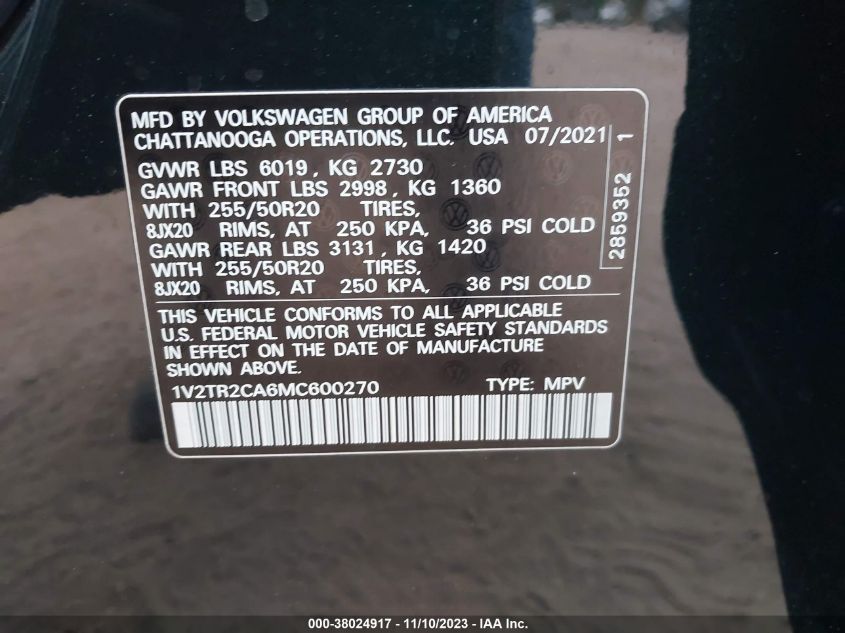 MFD BY VOLKSWAGEN GROUP OF AMERICA
CHATTANOOGA OPERATIONS, LLC. USA 07/2021
GVWR LBS 6019, KG 2730
GAWR FRONT LBS 2998, KG 1360
WITH 255/50R20 TIRES,
8JX20 RIMS, AT 250 KPA, 36 PSI COLD
GAWR REAR LBS 3131, KG 1420
WITH 255/50R20 TIRES,
8JX20 RIMS, AT 250 KPA, 36 PSI COLD
2859352 1
THIS VEHICLE CONFORMS TO ALL APPLICABLE
U.S. FEDERAL MOTOR VEHICLE SAFETY STANDARDS
IN EFFECT ON THE DATE OF MANUFACTURE
SHOWN ABOVE.
1V2TR2CA6MC600270 TYPE: MPV
000-38024917 - 11/10/2023 - IAA Inc.